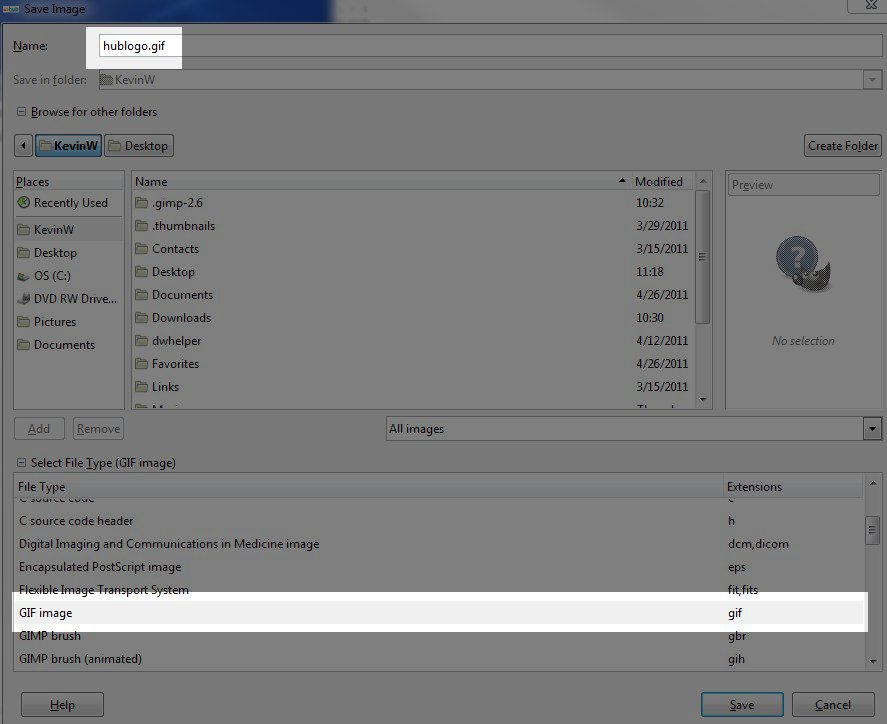 Save Image
Name: hublogo.gif
Save in folder: KevinW
Browse for other folders
KevinW Desktop Create Folder
Places Name Modified Preview
Recently Used .gimp-2.6 10:32
.thumbnails 3/29/2011
KevinW Contacts 3/15/2011
Desktop Desktop 11:18
OS (C:) Documents 4/26/2011
DVD RW Drive... Downloads 10:30
Pictures dwhelper 4/12/2011 No selection
Documents Favorites 4/26/2011
Links 3/15/2011
Add Remove All images
Select File Type (GIF image)
File Type Extensions
C source code c
C source code header h
Digital Imaging and Communications in Medicine image dcm,dicom
Encapsulated PostScript image eps
Flexible Image Transport System fit,fits
GIF image gif
GIMP brush gbr
GIMP brush (animated) gih
Help Save Cancel